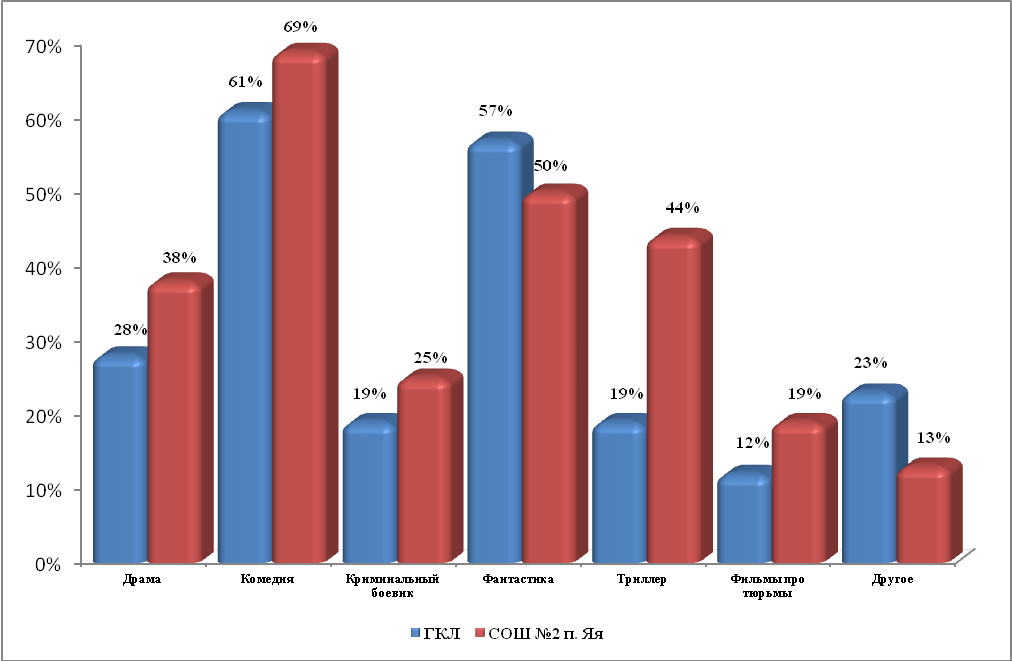 70%
60%
50%
40%
30%
20%
10%
0%
28%
38%
61%
69%
19%
25%
57%
50%
19%
44%
12%
19%
23%
13%
Драма
Комедия
Криминальный
боевик
Фантастика
Триллер
Фильмы про
тюрьмы
Другое
ГКЛ
СОШ №2 п. Яя